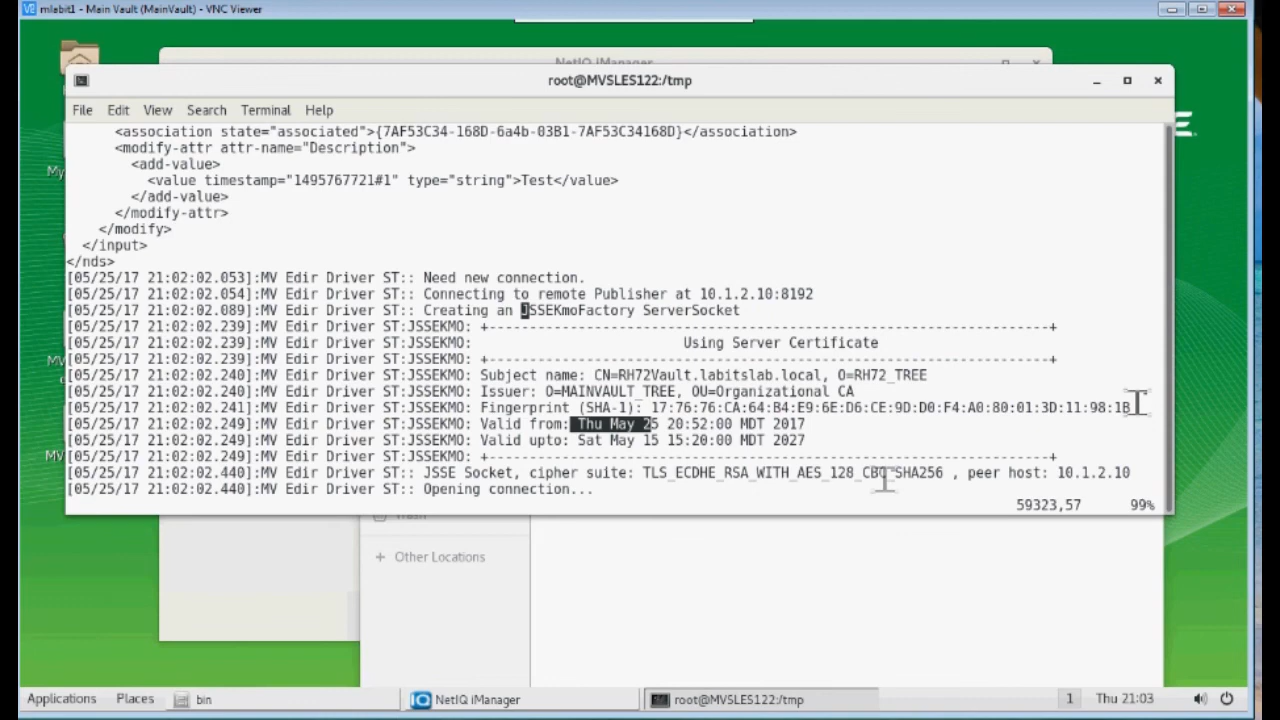 mlabit1 - Main Vault (MainVault) - VNC Viewer
NetIQ iManager
root@MVSLES122:/tmp
File Edit View Search Terminal Help
<association state="associated">{7AF53C34-168D-6a4b-03B1-7AF53C34168D}</association>
<modify-attr attr-name="Description">
<add-value>
<value timestamp="1495767721#1" type="string">Test</value>
</add-value>
</modify-attr>
</modify>
</input>
</nds>
[05/25/17 21:02:02.053]:MV Edir Driver ST:: Need new connection.
[05/25/17 21:02:02.054]:MV Edir Driver ST:: Connecting to remote Publisher at 10.1.2.10:8192
[05/25/17 21:02:02.089]:MV Edir Driver ST:: Creating an JSSEKmoFactory ServerSocket
[05/25/17 21:02:02.239]:MV Edir Driver ST:JSSEKMO: +---------------------------------------------------------------------+
[05/25/17 21:02:02.239]:MV Edir Driver ST:JSSEKMO: Using Server Certificate
[05/25/17 21:02:02.239]:MV Edir Driver ST:JSSEKMO: +---------------------------------------------------------------------+
[05/25/17 21:02:02.240]:MV Edir Driver ST:JSSEKMO: Subject name: CN=RH72Vault.labitslab.local, O=RH72_TREE
[05/25/17 21:02:02.240]:MV Edir Driver ST:JSSEKMO: Issuer: O=MAINVAULT_TREE, OU=Organizational CA
[05/25/17 21:02:02.241]:MV Edir Driver ST:JSSEKMO: Fingerprint (SHA-1): 17:76:76:CA:64:B4:E9:6E:D6:CE:9D:D0:F4:A0:80:01:3D:11:98:1B
[05/25/17 21:02:02.249]:MV Edir Driver ST:JSSEKMO: Valid from: Thu May 25 20:52:00 MDT 2017
[05/25/17 21:02:02.249]:MV Edir Driver ST:JSSEKMO: Valid upto: Sat May 15 15:20:00 MDT 2027
[05/25/17 21:02:02.249]:MV Edir Driver ST:JSSEKMO: +---------------------------------------------------------------------+
[05/25/17 21:02:02.440]:MV Edir Driver ST:: JSSE Socket, cipher suite: TLS_ECDHE_RSA_WITH_AES_128_CBC_SHA256 , peer host: 10.1.2.10
[05/25/17 21:02:02.440]:MV Edir Driver ST:: Opening connection...
59323,57 99%
Trash
+ Other Locations
Applications Places bin NetIQ iManager root@MVSLES122:/tmp 1 Thu 21:03